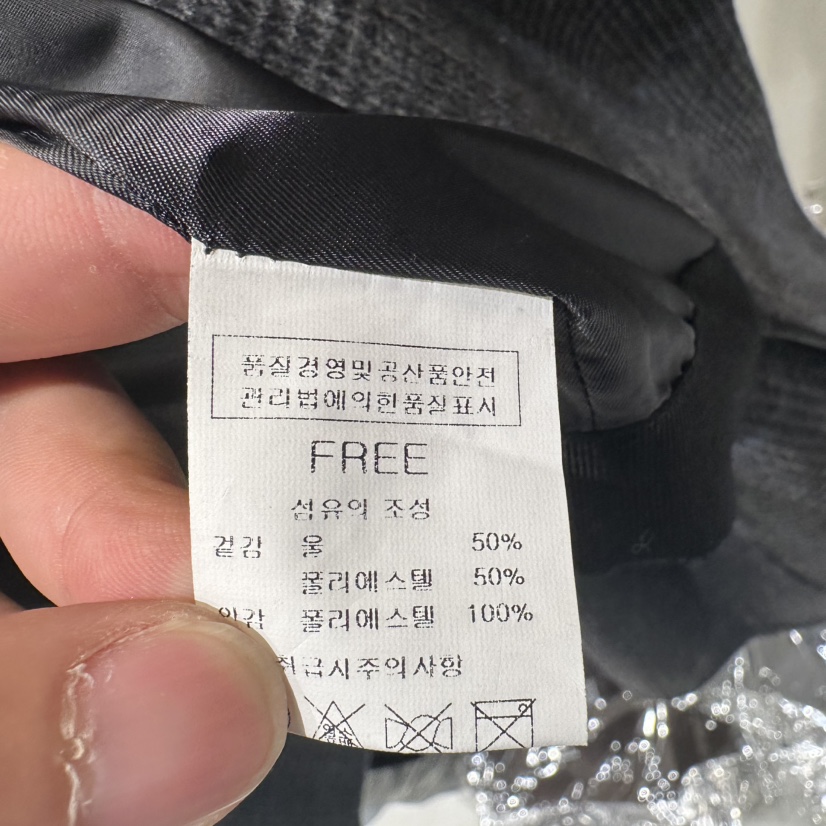 품질경영및공산품안전
관리법에의한품질표시
FREE
섬유의 조성
겉감 울 50%
폴리에스텔 50%
안감 폴리에스텔 100%
취급시주의사항